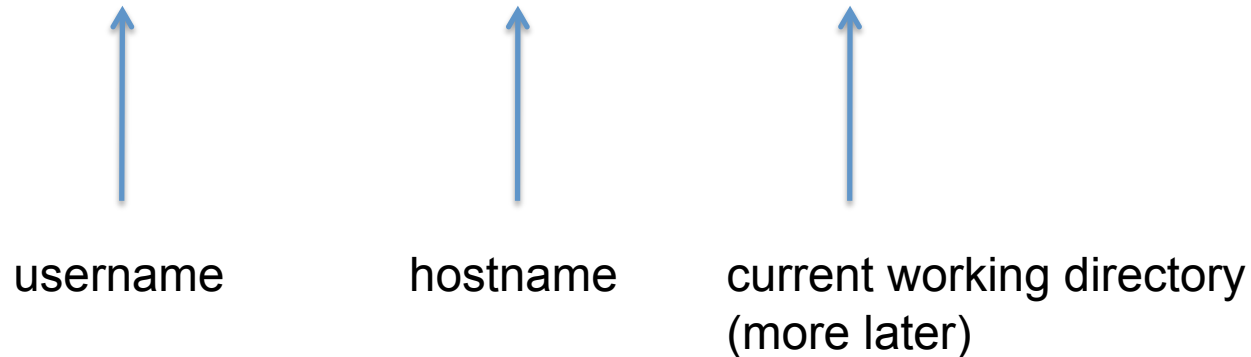 username hostname current working directory
(more later)